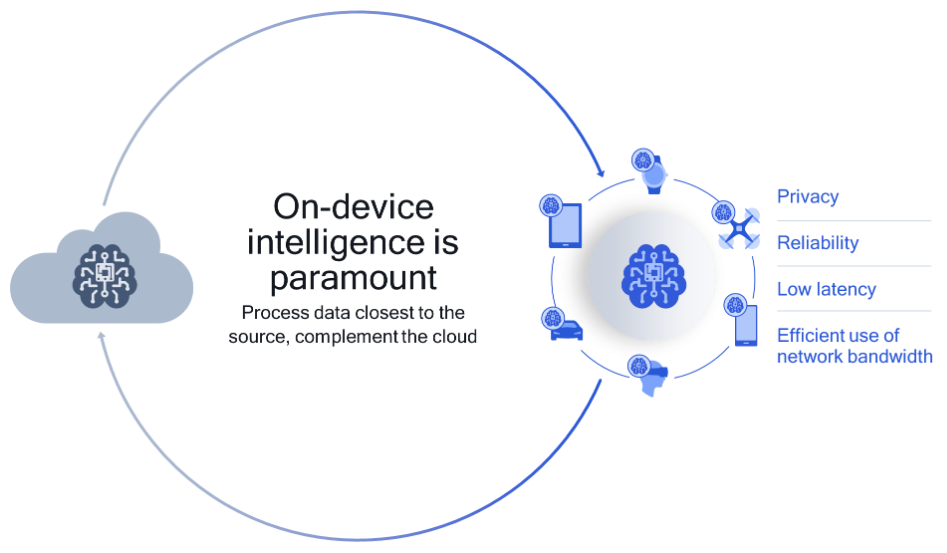 On-device
intelligence is
paramount
Process data closest to the
source, complement the cloud
Privacy
Reliability
Low latency
Efficient use of
network bandwidth